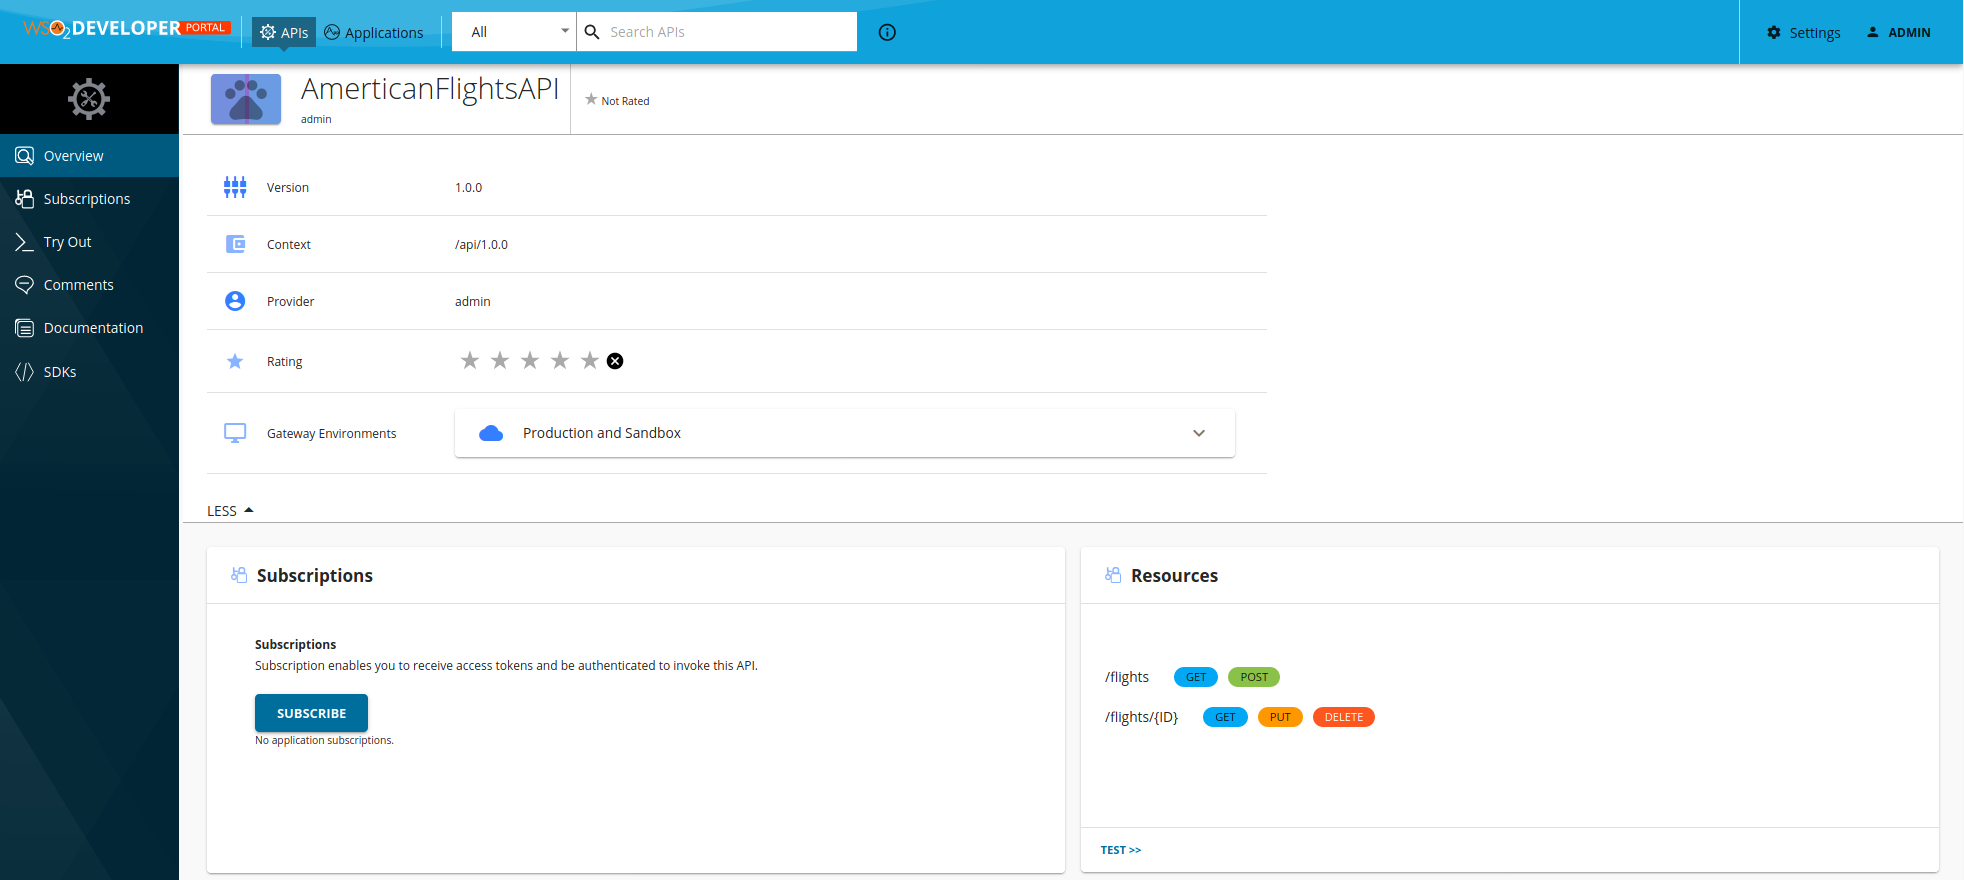 WSO2 DEVELOPER PORTAL
APIs
Applications
All
Search APIs
Settings
ADMIN
AmerticanFlightsAPI
admin
Not Rated
Overview
Subscriptions
Try Out
Comments
Documentation
SDKs
Version 1.0.0
Context /api/1.0.0
Provider admin
Rating
Gateway Environments Production and Sandbox
LESS
Subscriptions
Subscriptions
Subscription enables you to receive access tokens and be authenticated to invoke this API.
SUBSCRIBE
No application subscriptions.
Resources
/flights GET POST
/flights/{ID} GET PUT DELETE
TEST >>